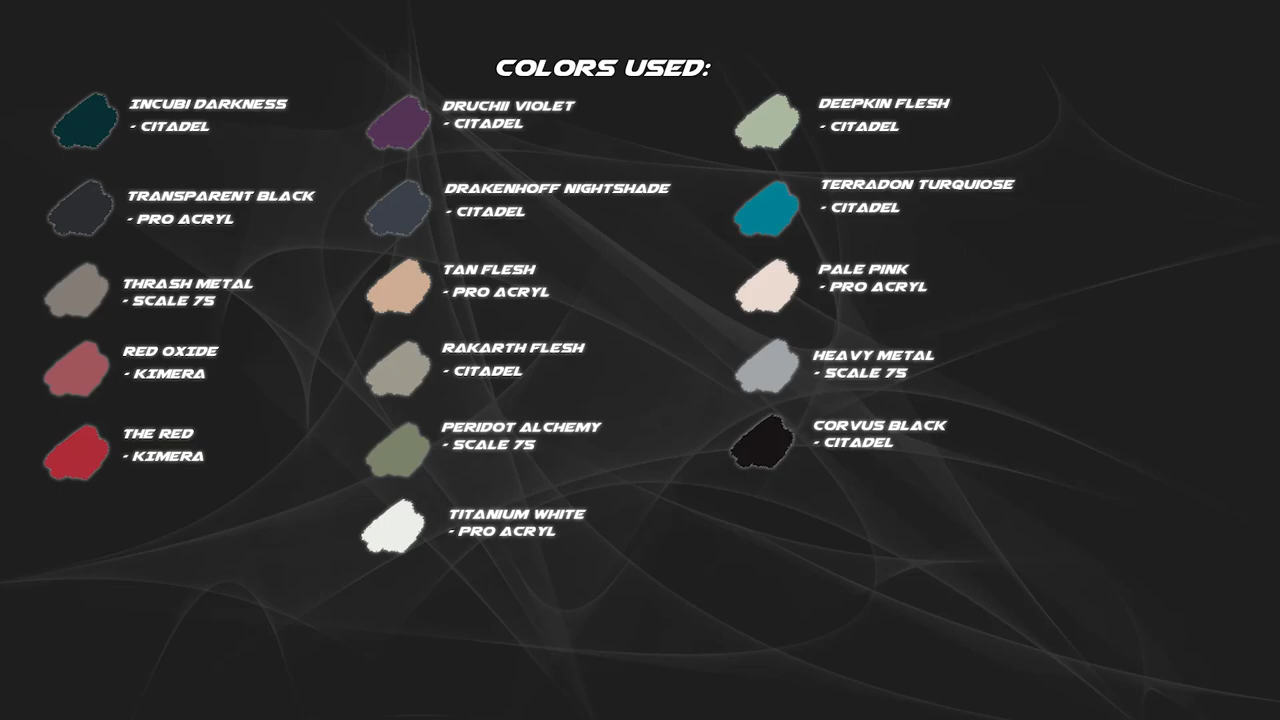 COLORS USED:
INCUBI DARKNESS
- CITADEL
TRANSPARENT BLACK
- PRO ACRYL
THRASH METAL
- SCALE 75
RED OXIDE
- KIMERA
THE RED
- KIMERA
DRUCHII VIOLET
- CITADEL
DRAKENHOFF NIGHTSHADE
- CITADEL
TAN FLESH
- PRO ACRYL
RAKARTH FLESH
- CITADEL
PERIDOT ALCHEMY
- SCALE 75
TITANIUM WHITE
- PRO ACRYL
DEEPKIN FLESH
- CITADEL
TERRADON TURQUIOSE
- CITADEL
PALE PINK
- PRO ACRYL
HEAVY METAL
- SCALE 75
CORVUS BLACK
- CITADEL